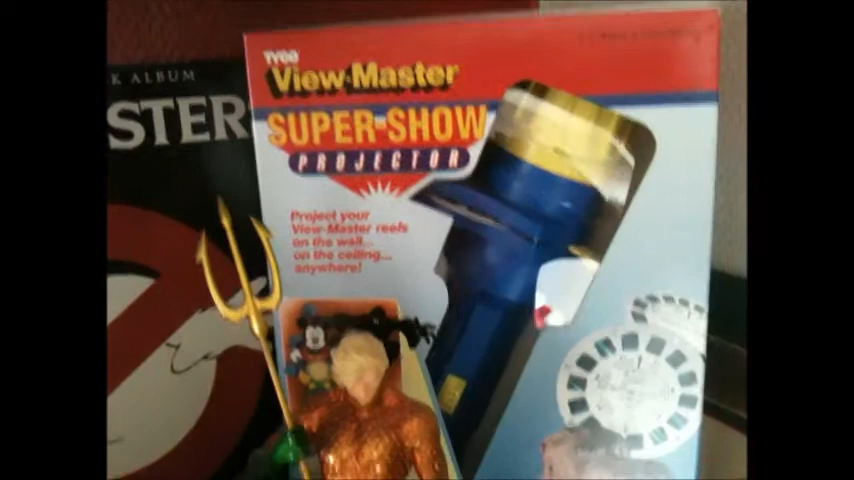 K ALBUM
STERS
Tyco
View-Master
SUPER-SHOW
PROJECTOR
Project your
View-Master reels
on the wall...
on the ceiling...
anywhere!